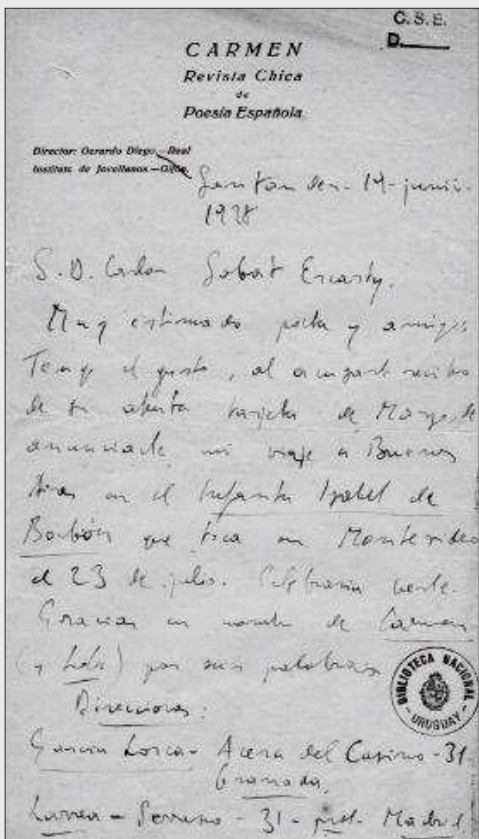 C.S.E.
D.
CARMEN
Revista Chica
de
Poesía Española
Director: Gerardo Diego.—Real
Instituto de Jovellanos.—Gijón
Santander - 14 - junio -
1928
S. D. Carlos Sabat Ercasty.
Muy estimado poeta y amigo:
Tengo el gusto, al acusarle recibo
de su atenta tarjeta de Mayo, de
anunciarle mi viaje a Buenos
Aires en el Infanta Isabel de
Borbón que toca en Montevideo
el 23 de julio. Celebraría verle.
Gracias en nombre de Carmen
(y Lola) por sus palabras
Direcciones:
García Lorca - Acera del Casino - 31
Granada.
Larrea - Serrano - 31 - Madrid
BIBLIOTECA NACIONAL
URUGUAY